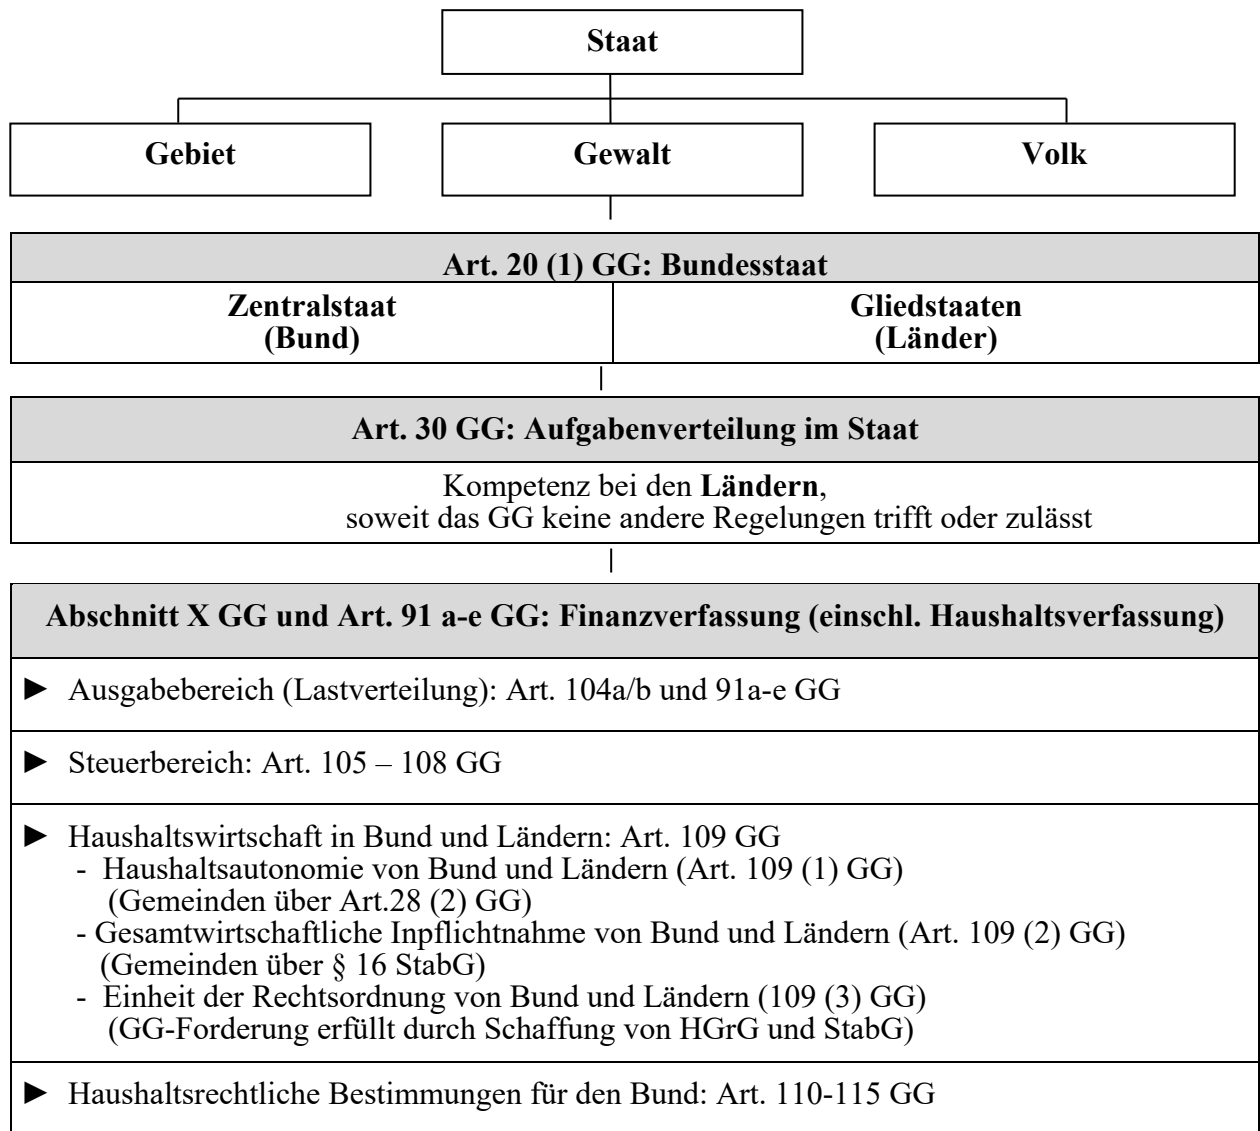 Staat
Gebiet
Gewalt
Volk
Art. 20 (1) GG: Bundesstaat
Zentralstaat
(Bund)
Gliedstaaten
(Länder)
Art. 30 GG: Aufgabenverteilung im Staat
Kompetenz bei den Ländern,
soweit das GG keine andere Regelungen trifft oder zulässt
Abschnitt X GG und Art. 91 a-e GG: Finanzverfassung (einschl. Haushaltsverfassung)
► Ausgabebereich (Lastverteilung): Art. 104a/b und 91a-e GG
► Steuerbereich: Art. 105 – 108 GG
► Haushaltswirtschaft in Bund und Ländern: Art. 109 GG
- Haushaltsautonomie von Bund und Ländern (Art. 109 (1) GG)
(Gemeinden über Art.28 (2) GG)
- Gesamtwirtschaftliche Inpflichtnahme von Bund und Ländern (Art. 109 (2) GG)
(Gemeinden über § 16 StabG)
- Einheit der Rechtsordnung von Bund und Ländern (109 (3) GG)
(GG-Forderung erfüllt durch Schaffung von HGrG und StabG)
► Haushaltsrechtliche Bestimmungen für den Bund: Art. 110-115 GG